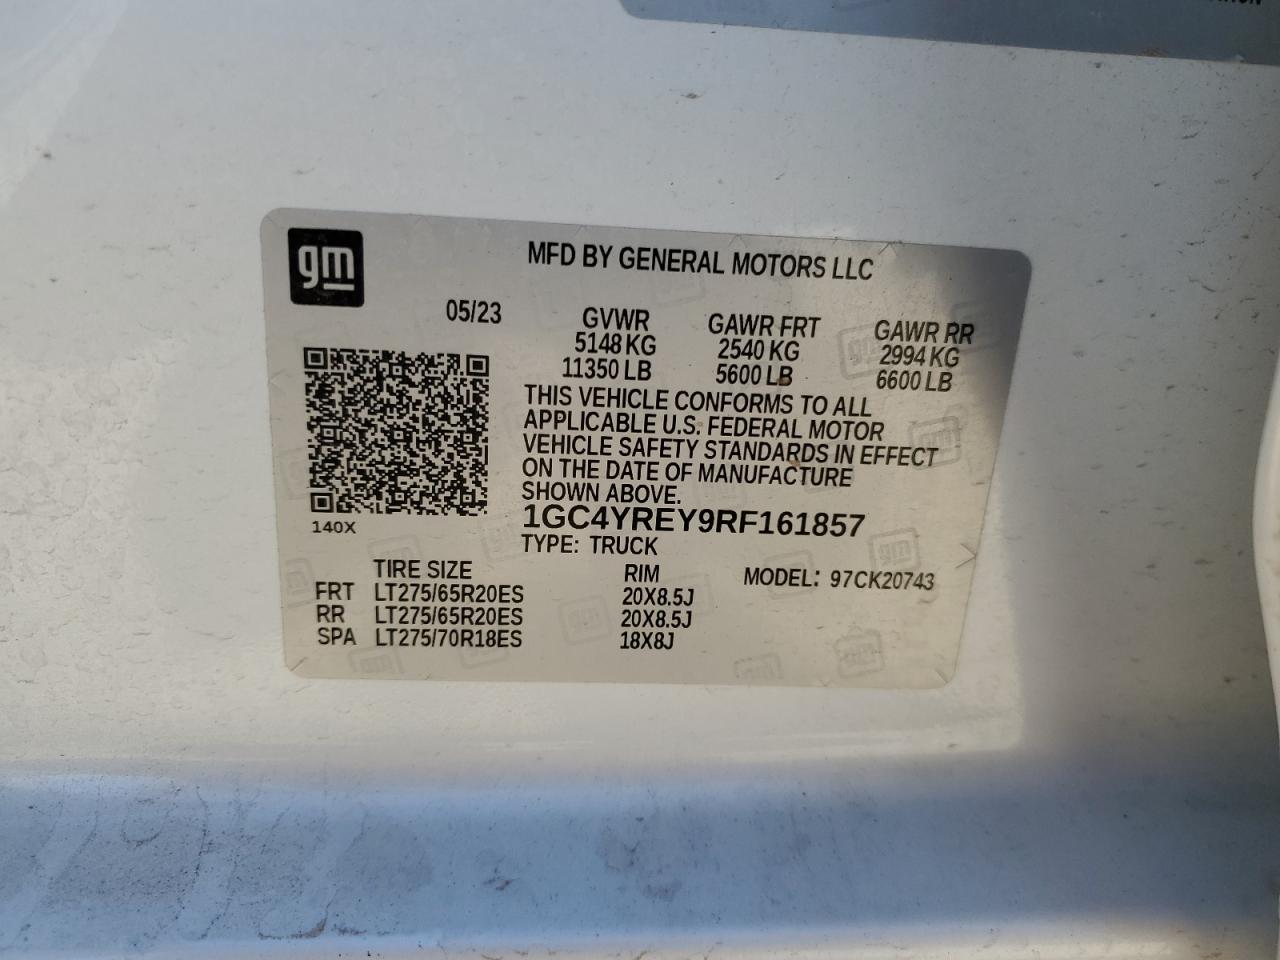 gm
MFD BY GENERAL MOTORS LLC
05/23
GVWR GAWR FRT GAWR RR
5148 KG 2540 KG 2994 KG
11350 LB 5600 LB 6600 LB
THIS VEHICLE CONFORMS TO ALL
APPLICABLE U.S. FEDERAL MOTOR
VEHICLE SAFETY STANDARDS IN EFFECT
ON THE DATE OF MANUFACTURE
SHOWN ABOVE.
140X
1GC4YREY9RF161857
TYPE: TRUCK
TIRE SIZE RIM MODEL: 97CK20743
FRT LT275/65R20ES 20X8.5J
RR LT275/65R20ES 20X8.5J
SPA LT275/70R18ES 18X8J